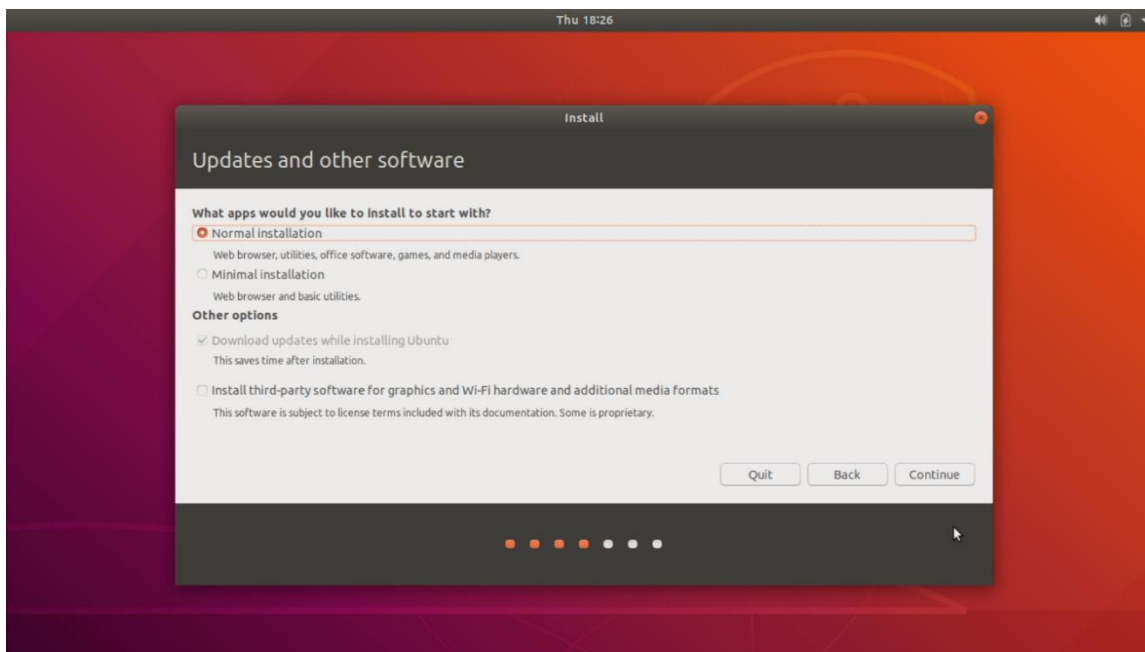 Thu 18:26
Install
Updates and other software
What apps would you like to install to start with?
Normal installation
Web browser, utilities, office software, games, and media players.
Minimal installation
Web browser and basic utilities.
Other options
Download updates while installing Ubuntu
This saves time after installation.
Install third-party software for graphics and Wi-Fi hardware and additional media formats
This software is subject to license terms included with its documentation. Some is proprietary.
Quit Back Continue